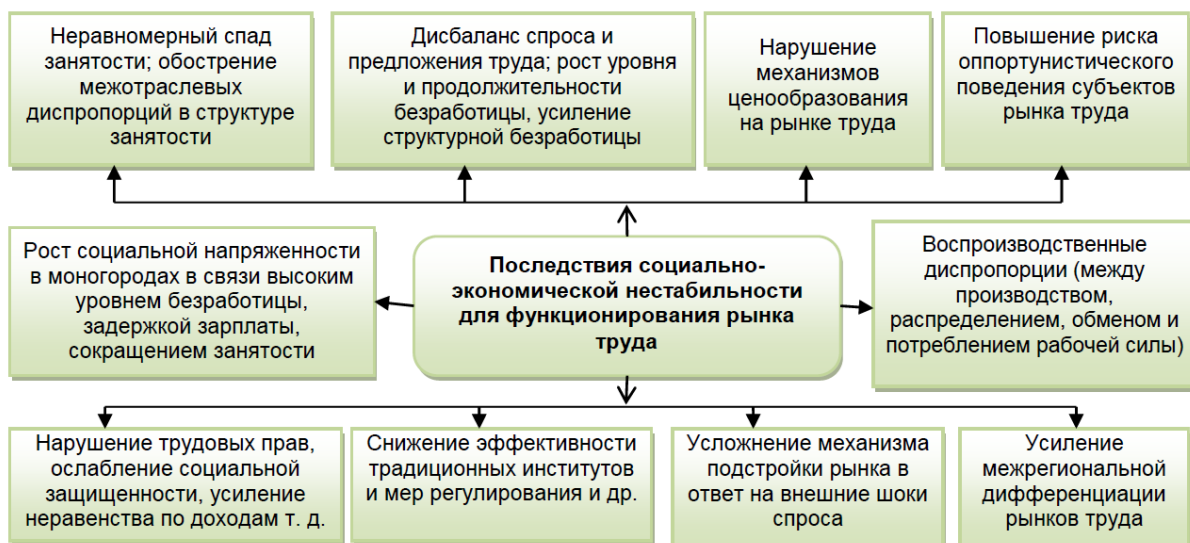 Неравномерный спад
занятости; обострение
межотраслевых
диспропорций в структуре
занятости
Дисбаланс спроса и
предложения труда; рост уровня
и продолжительности
безработицы, усиление
структурной безработицы
Нарушение
механизмов
ценообразования
на рынке труда
Повышение риска
оппортунистического
поведения субъектов
рынка труда
Рост социальной напряженности
в моногородах в связи высоким
уровнем безработицы,
задержкой зарплаты,
сокращением занятости
Последствия социально-
экономической нестабильности
для функционирования рынка
труда
Воспроизводственные
диспропорции (между
производством,
распределением, обменом и
потреблением рабочей силы)
Нарушение трудовых прав,
ослабление социальной
защищенности, усиление
неравенства по доходам т. д.
Снижение эффективности
традиционных институтов
и мер регулирования и др.
Усложнение механизма
подстройки рынка в
ответ на внешние шоки
спроса
Усиление
межрегиональной
дифференциации
рынков труда